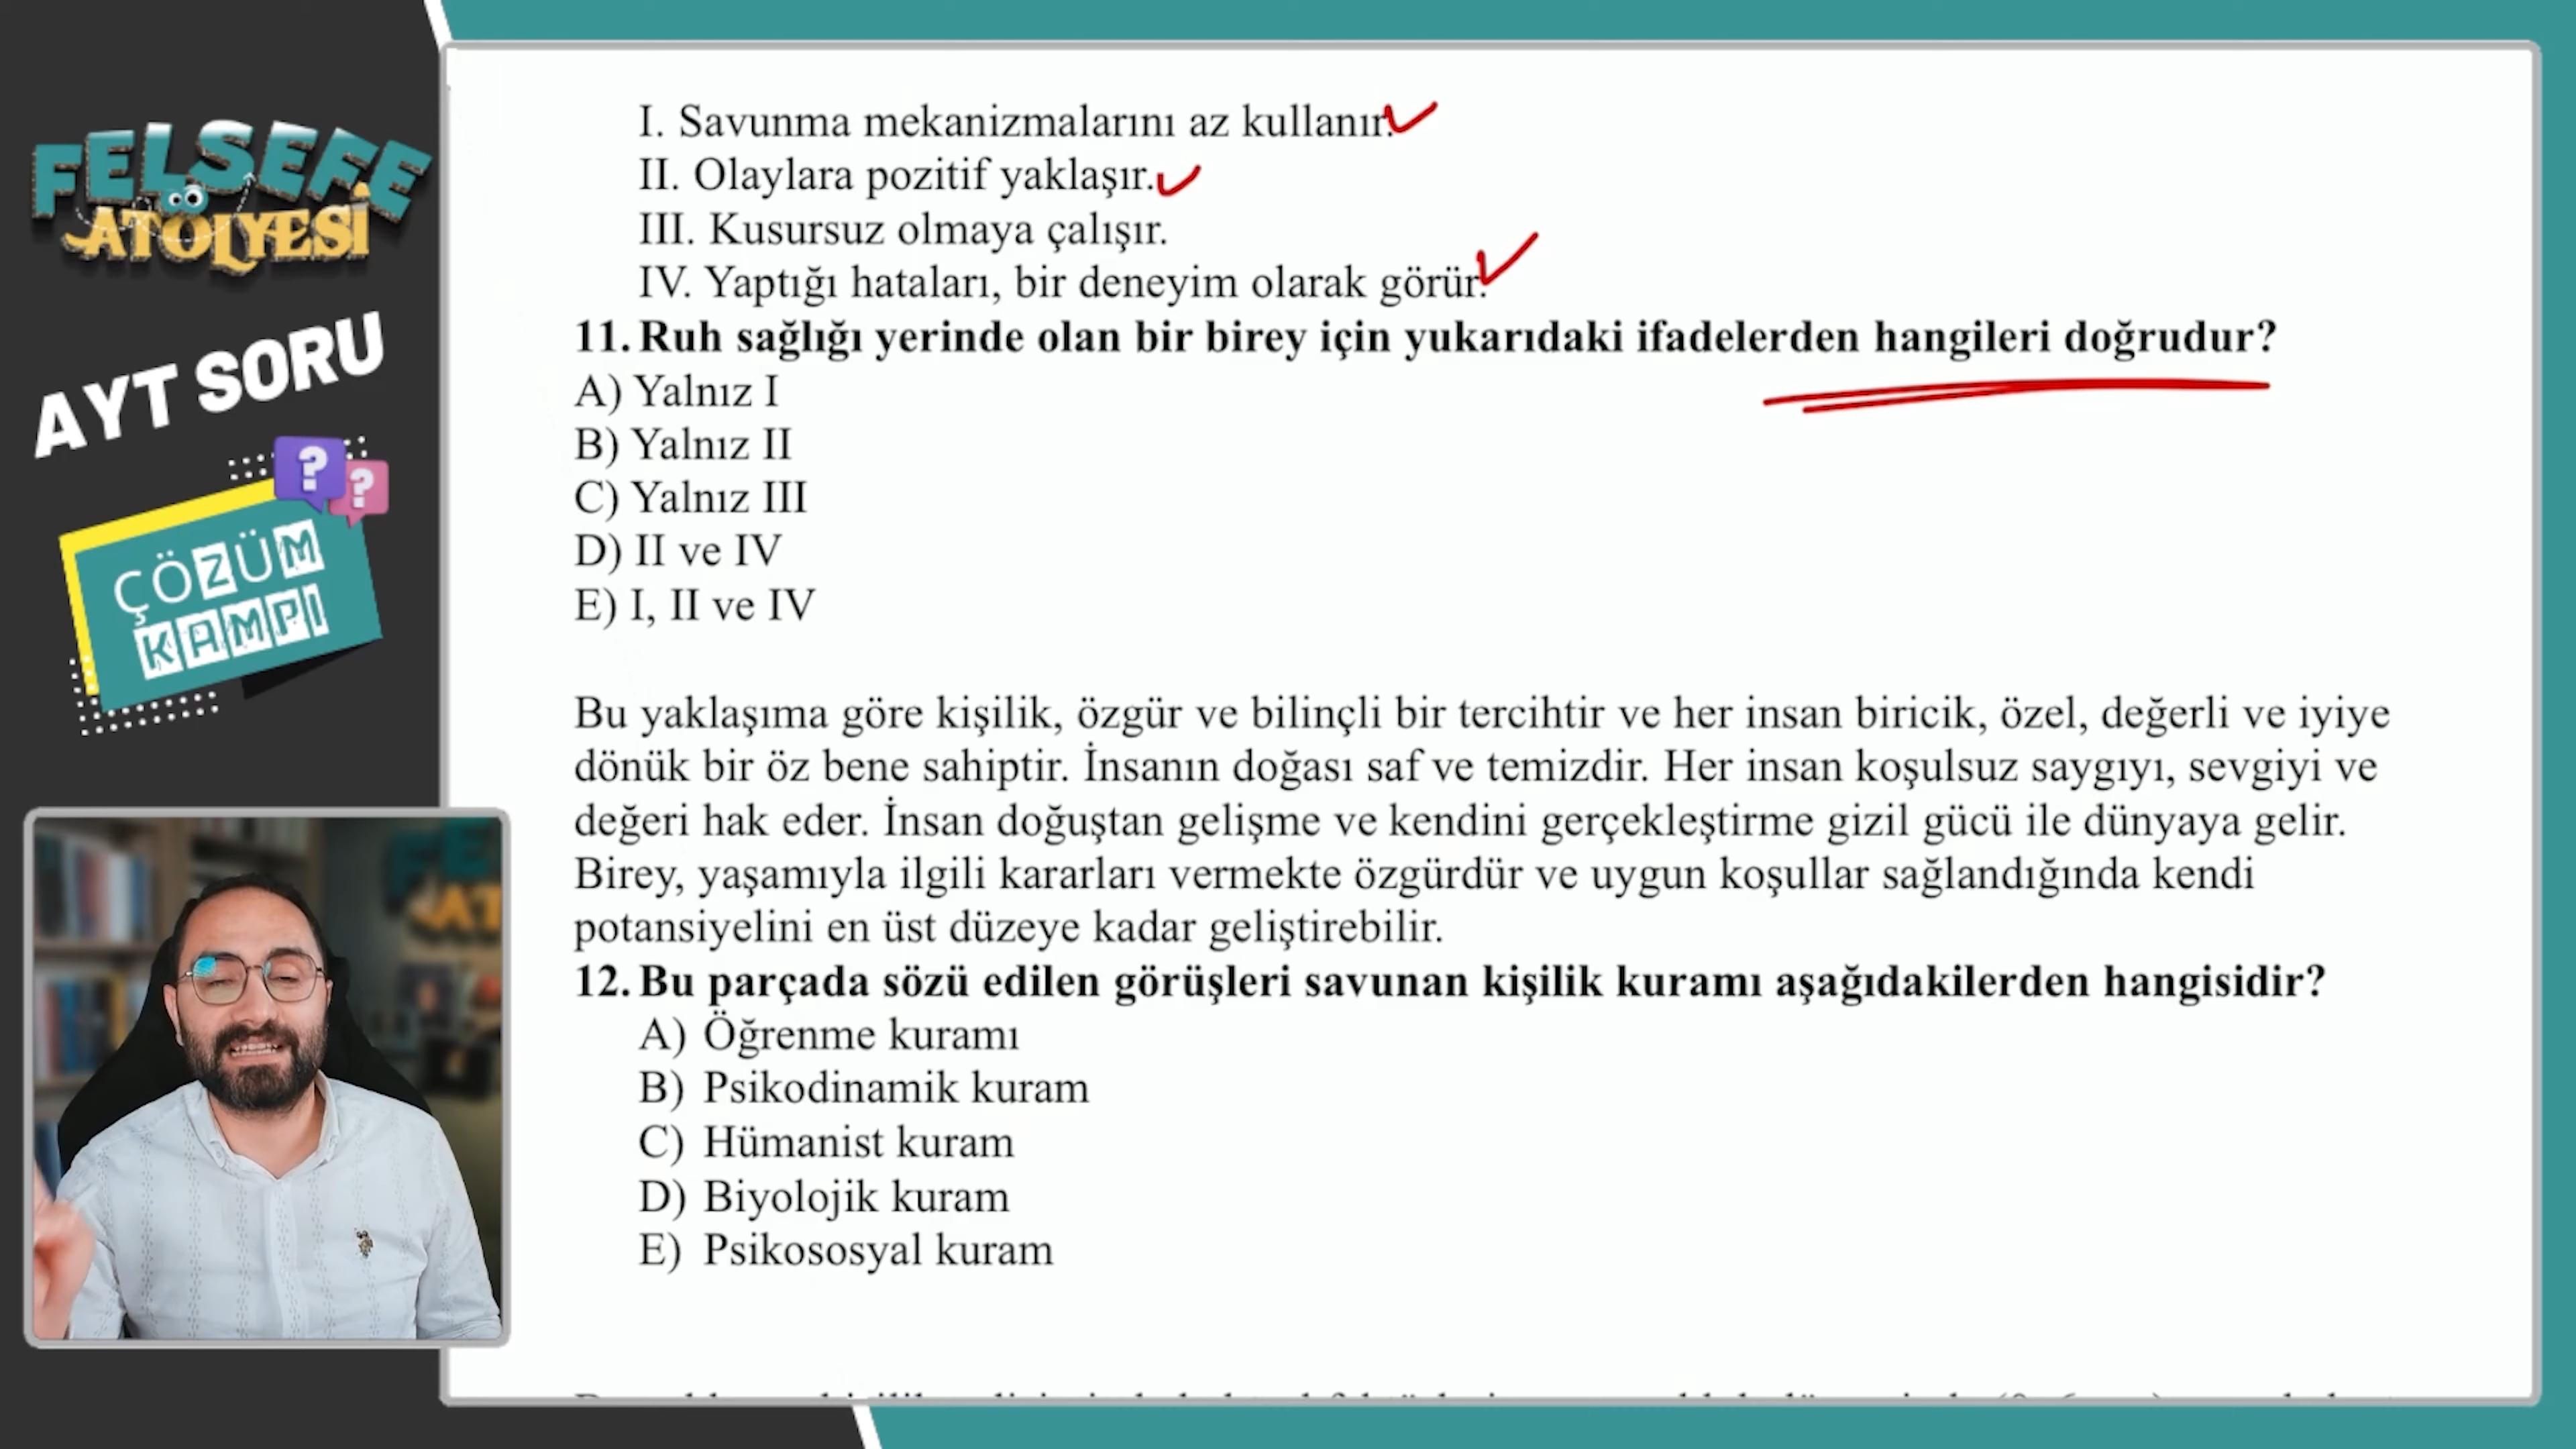 FELSEFE
ATÖLYESİ
AYT SORU
? ?
ÇÖZÜM
KAMPI
I. Savunma mekanizmalarını az kullanır.
II. Olaylara pozitif yaklaşır.
III. Kusursuz olmaya çalışır.
IV. Yaptığı hataları, bir deneyim olarak görür.
11. Ruh sağlığı yerinde olan bir birey için yukarıdaki ifadelerden hangileri doğrudur?
A) Yalnız I
B) Yalnız II
C) Yalnız III
D) II ve IV
E) I, II ve IV
Bu yaklaşıma göre kişilik, özgür ve bilinçli bir tercihtir ve her insan biricik, özel, değerli ve iyiye
dönük bir öz bene sahiptir. İnsanın doğası saf ve temizdir. Her insan koşulsuz saygıyı, sevgiyi ve
değeri hak eder. İnsan doğuştan gelişme ve kendini gerçekleştirme gizil gücü ile dünyaya gelir.
Birey, yaşamıyla ilgili kararları vermekte özgürdür ve uygun koşullar sağlandığında kendi
potansiyelini en üst düzeye kadar geliştirebilir.
12. Bu parçada sözü edilen görüşleri savunan kişilik kuramı aşağıdakilerden hangisidir?
A) Öğrenme kuramı
B) Psikodinamik kuram
C) Hümanist kuram
D) Biyolojik kuram
E) Psikososyal kuram